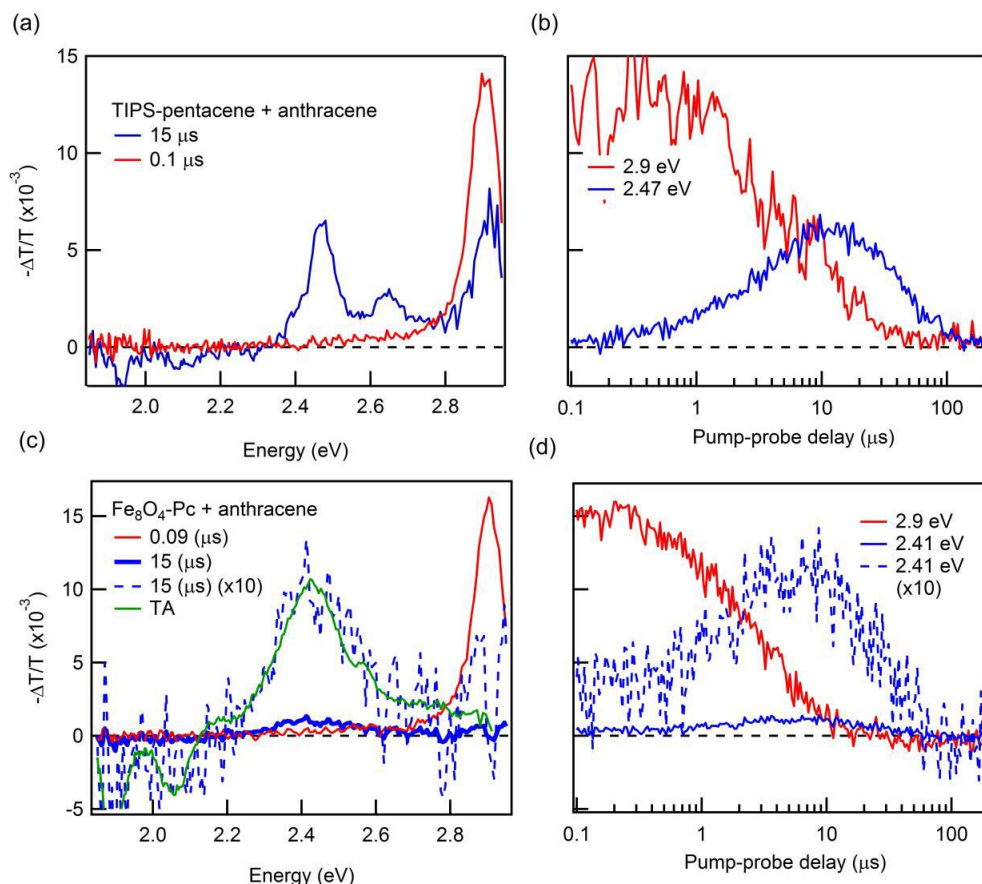 (a)
15
10
5
0
-ΔT/T (x10⁻³)
TIPS-pentacene + anthracene
15 μs
0.1 μs
2.0 2.2 2.4 2.6 2.8
Energy (eV)
(b)
2.9 eV
2.47 eV
0.1 1 10 100
Pump-probe delay (μs)
(c)
15
10
5
0
-5
-ΔT/T (x10⁻³)
Fe₈O₄-Pc + anthracene
0.09 (μs)
15 (μs)
15 (μs) (x10)
TA
2.0 2.2 2.4 2.6 2.8
Energy (eV)
(d)
2.9 eV
2.41 eV
2.41 eV
(x10)
0.1 1 10 100
Pump-probe delay (μs)